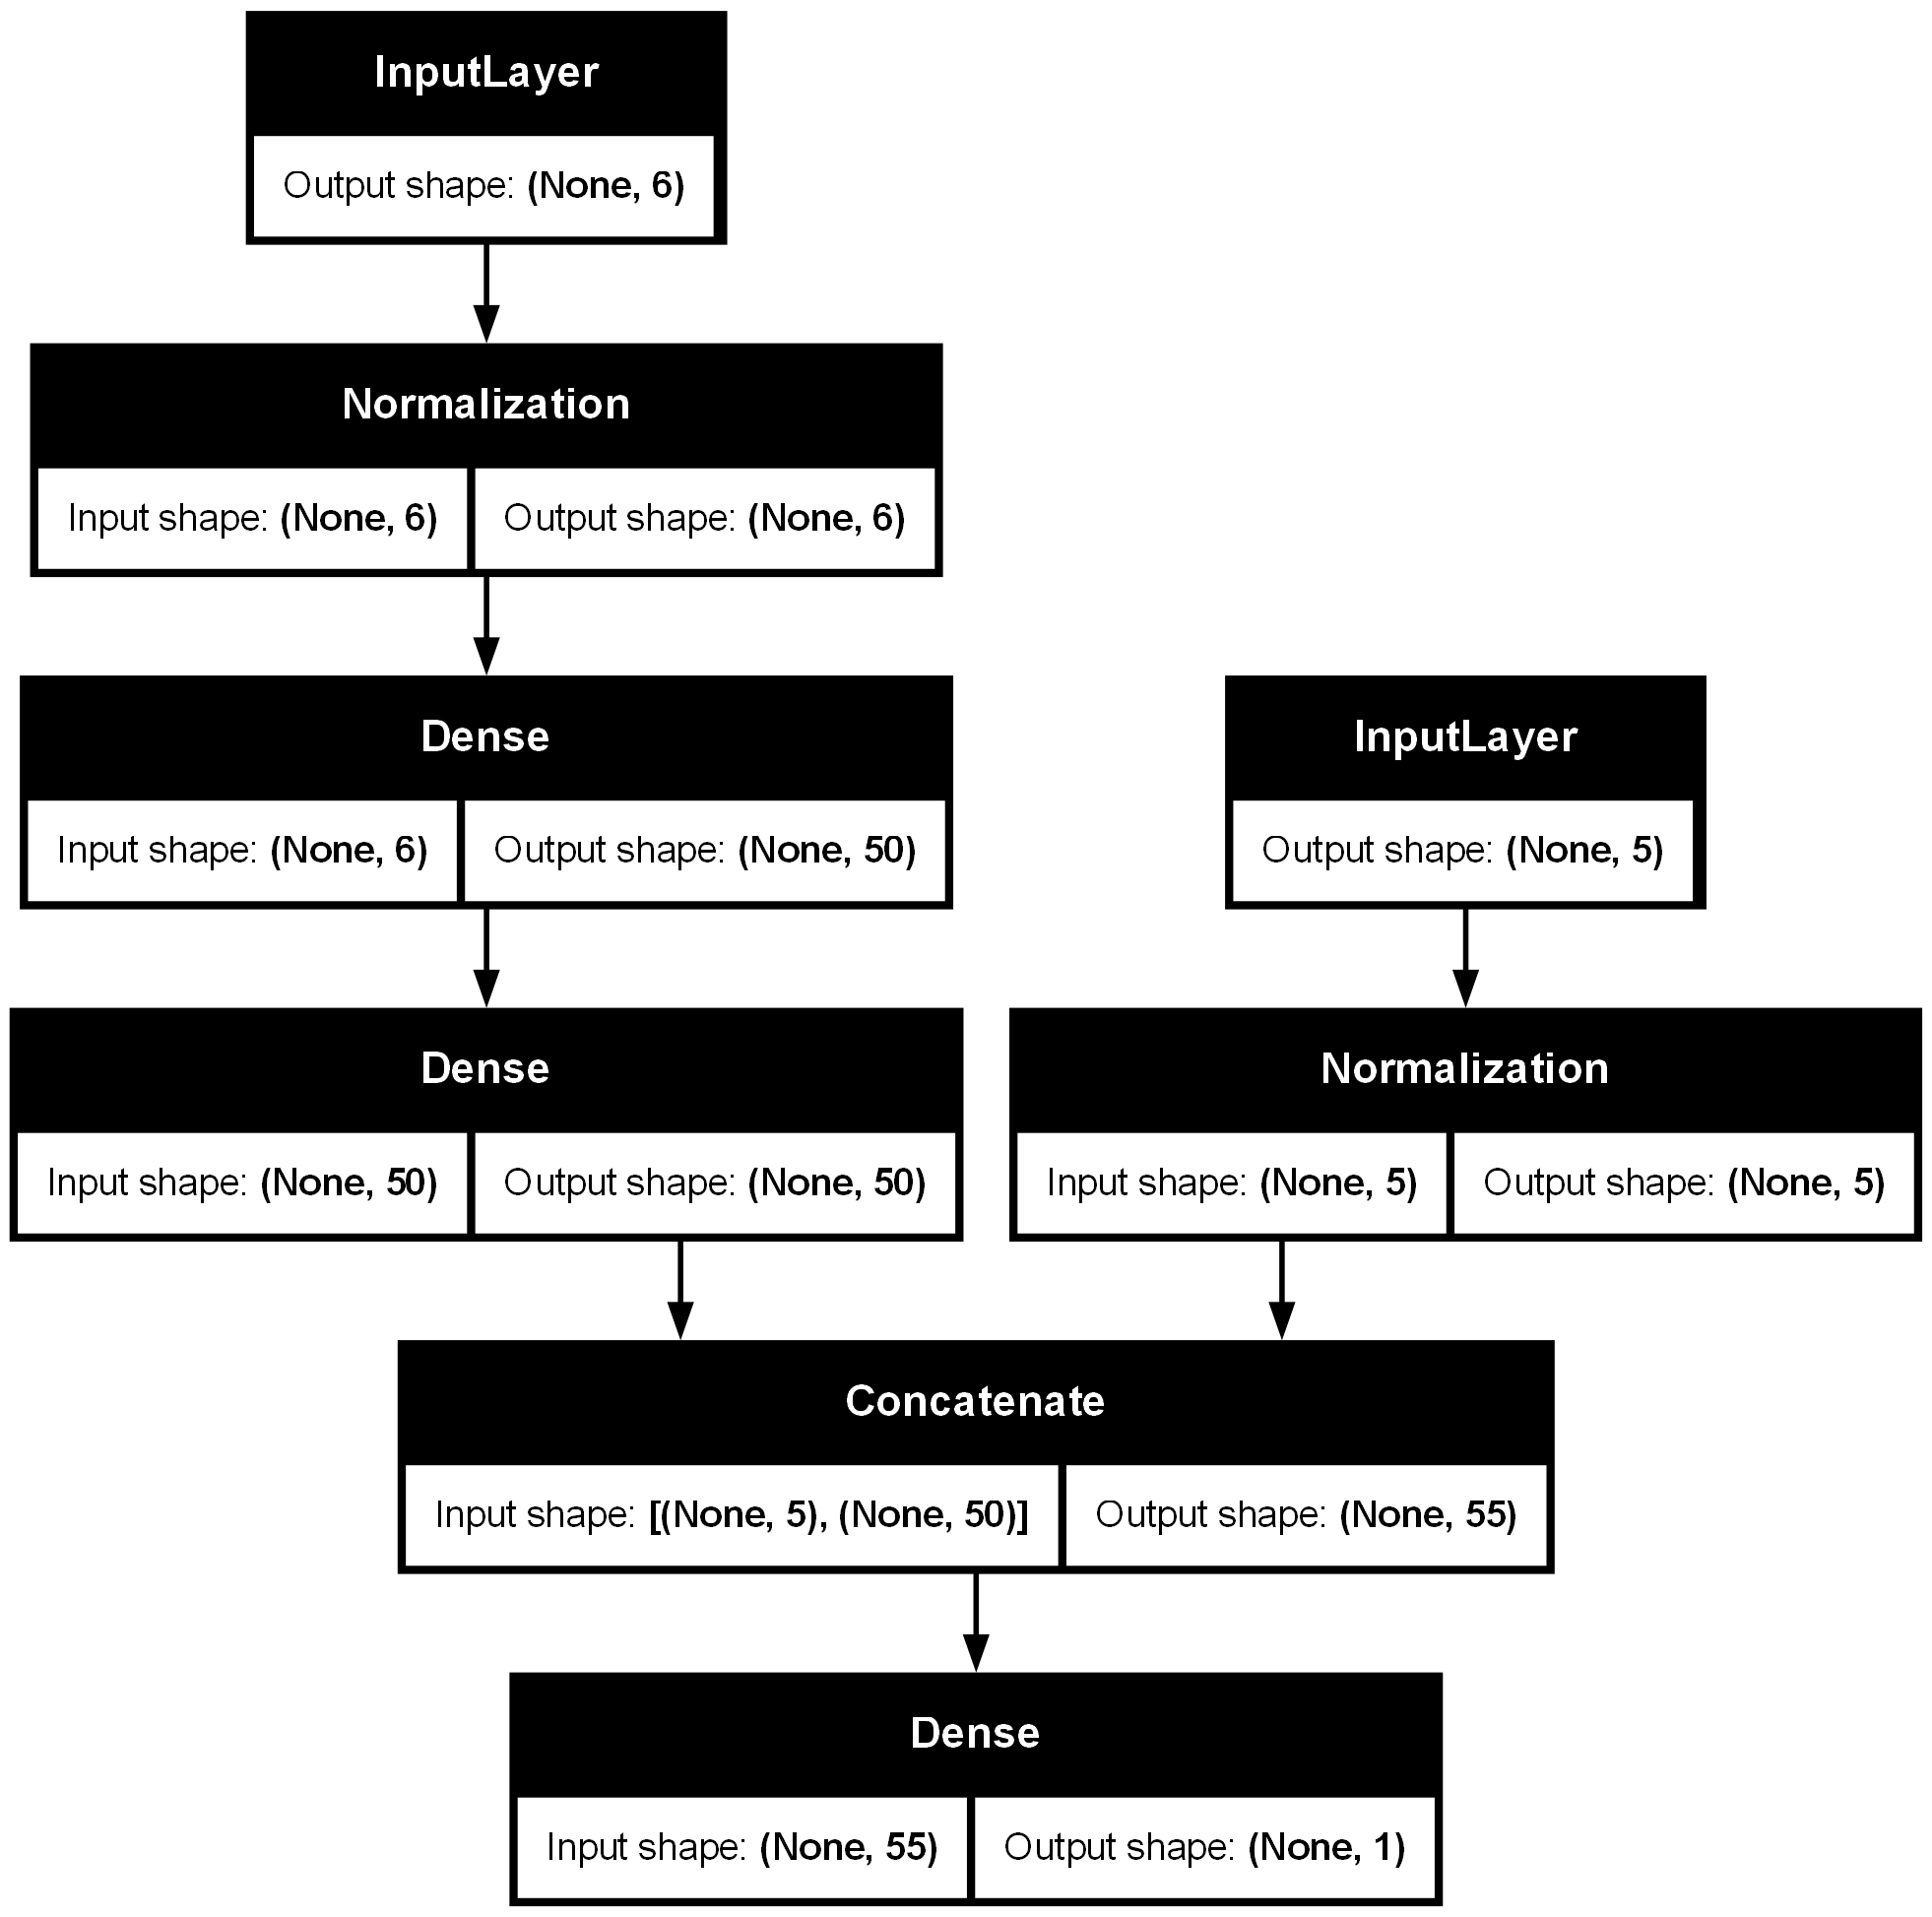 InputLayer
Output shape: (None, 6)
Normalization
Input shape: (None, 6) Output shape: (None, 6)
Dense
Input shape: (None, 6) Output shape: (None, 50)
InputLayer
Output shape: (None, 5)
Dense
Input shape: (None, 50) Output shape: (None, 50)
Normalization
Input shape: (None, 5) Output shape: (None, 5)
Concatenate
Input shape: [(None, 5), (None, 50)] Output shape: (None, 55)
Dense
Input shape: (None, 55) Output shape: (None, 1)